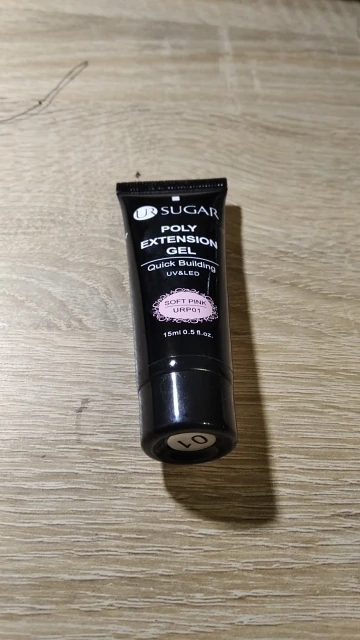 UR SUGAR
POLY
EXTENSION
GEL
Quick Building
UV&LED
SOFT PINK
URP01
15ml 0.5 fl.oz.
01